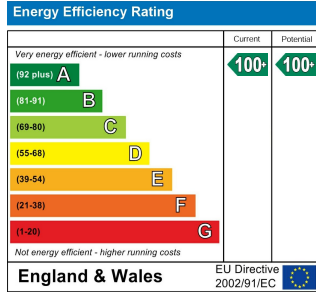 Energy Efficiency Rating
Current Potential
Very energy efficient - lower running costs
(92 plus) A
100+ 100+
(81-91) B
(69-80) C
(55-68) D
(39-54) E
(21-38) F
(1-20) G
Not energy efficient - higher running costs
England & Wales
EU Directive
2002/91/EC